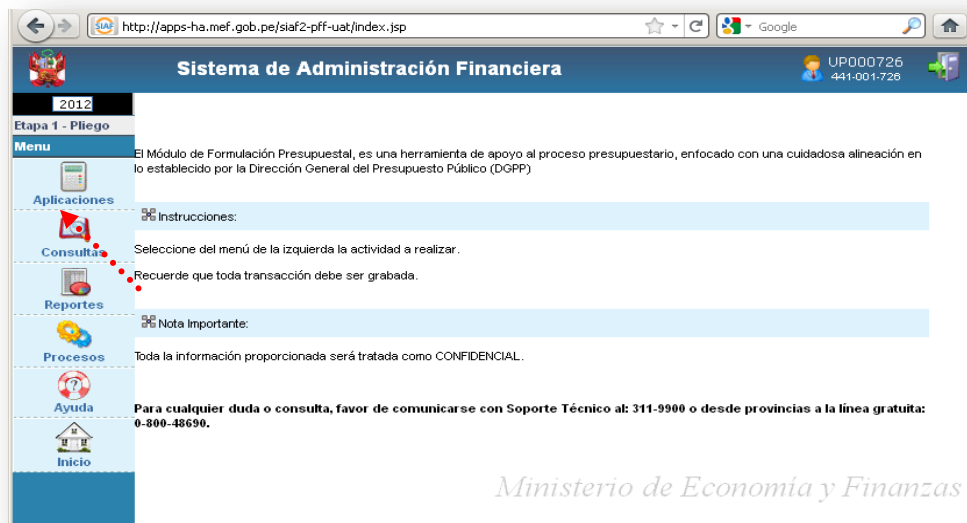 SIAF http://apps-ha.mef.gob.pe/siaf2-pff-uat/index.jsp Google
Sistema de Administración Financiera
UP000726
441-001-726
2012
Etapa 1 - Pliego
Menu
Aplicaciones
Consultas
Reportes
Procesos
Ayuda
Inicio
El Módulo de Formulación Presupuestal, es una herramienta de apoyo al proceso presupuestario, enfocado con una cuidadosa alineación en
lo establecido por la Dirección General del Presupuesto Público (DGPP)
Instrucciones:
Seleccione del menú de la izquierda la actividad a realizar.
Recuerde que toda transacción debe ser grabada.
Nota Importante:
Toda la información proporcionada será tratada como CONFIDENCIAL.
Para cualquier duda o consulta, favor de comunicarse con Soporte Técnico al: 311-9900 o desde provincias a la línea gratuita:
0-800-48690.
Ministerio de Economía y Finanzas